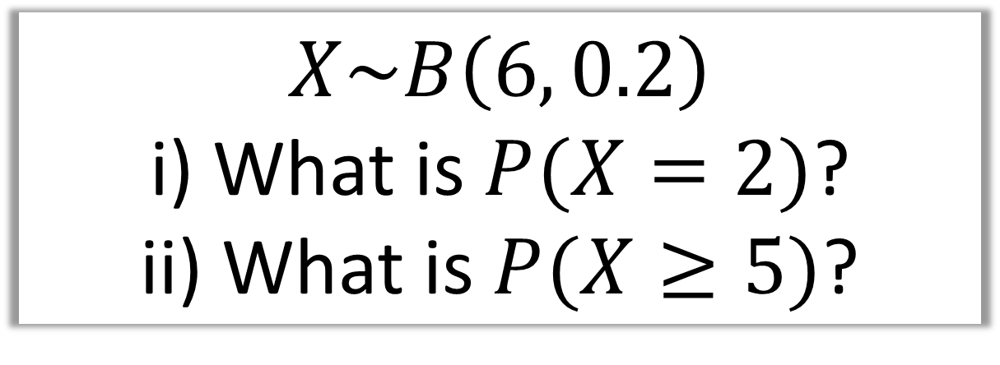 X~B(6, 0.2)
i) What is P(X = 2)?
ii) What is P(X ≥ 5)?